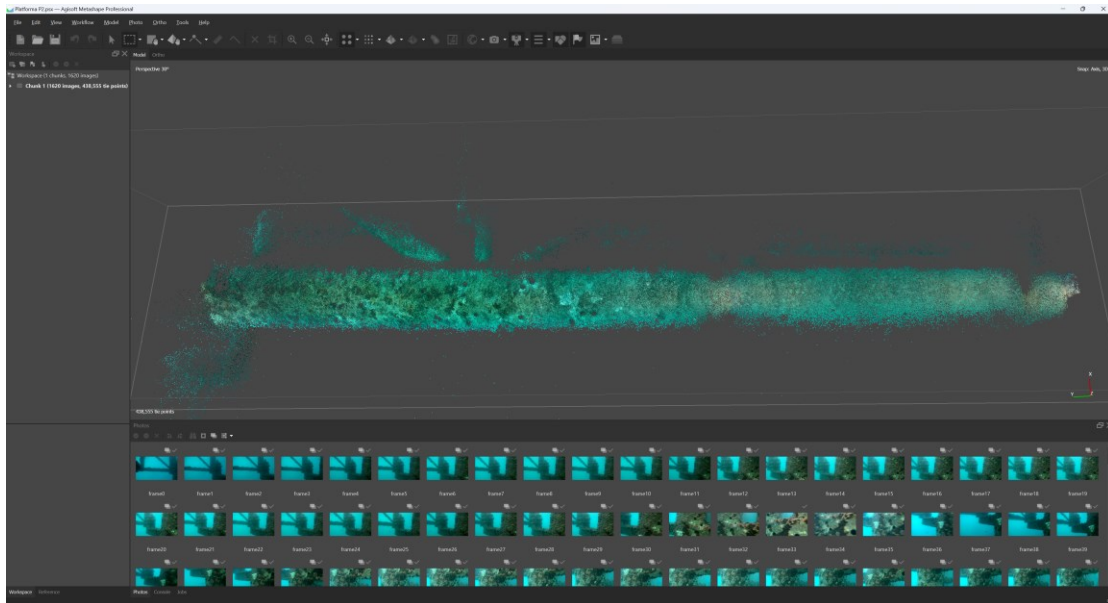 Platforma P2.psx — Agisoft Metashape Professional
File Edit View Workflow Model Photo Ortho Tools Help
Workspace
Model Ortho
Workspace (1 chunks, 1620 images)
Chunk 1 (1620 images, 438,555 tie points)
Perspective 30°
Snap: Axis, 3D
X
Y
438,555 tie points
Photos
frame0 frame1 frame2 frame3 frame4 frame5 frame6 frame7 frame8 frame9 frame10 frame11 frame12 frame13 frame14 frame15 frame16 frame17 frame18 frame19
frame20 frame21 frame22 frame23 frame24 frame25 frame26 frame27 frame28 frame29 frame30 frame31 frame32 frame33 frame34 frame35 frame36 frame37 frame38 frame39
Workspace Reference
Photos Console Jobs